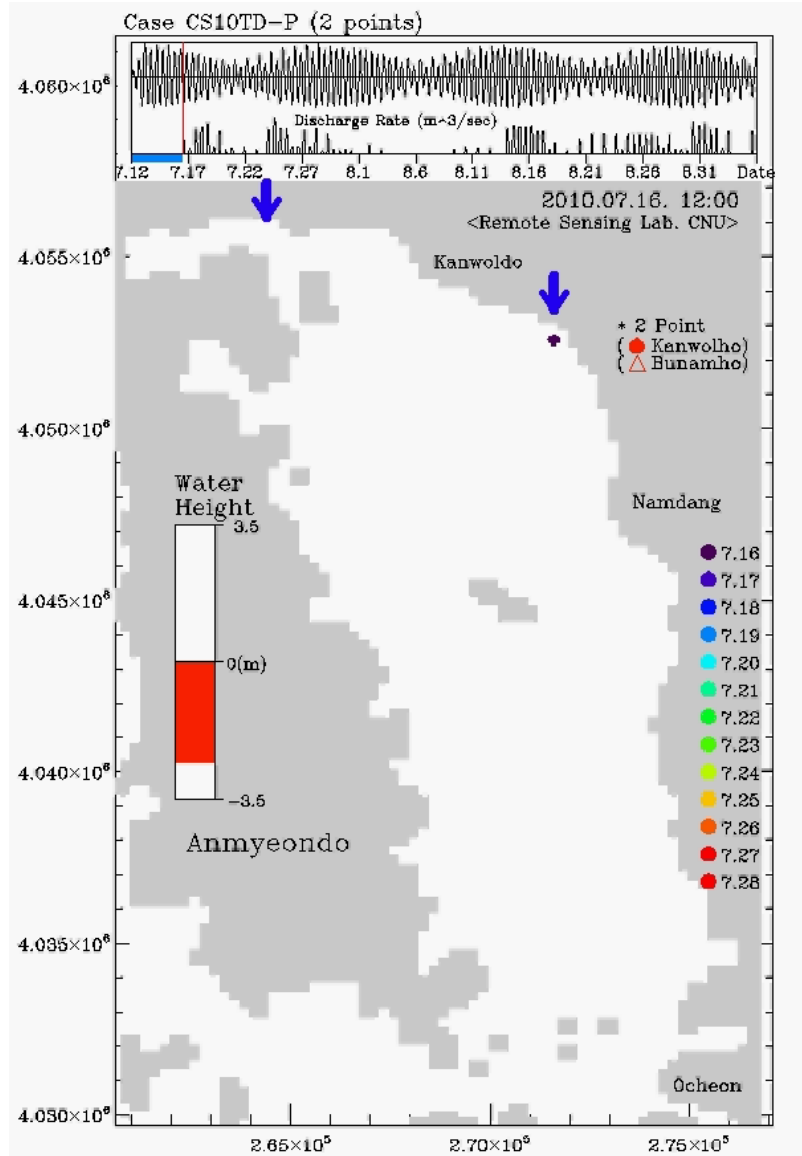 Case CS10TD-P (2 points)
4.060×10⁶
Discharge Rate (m^3/sec)
7.12 7.17 7.22 7.27 8.1 8.6 8.11 8.16 8.21 8.26 8.31 Date
2010.07.16. 12:00
<Remote Sensing Lab. CNU>
4.055×10⁶
Kanwoldo
* 2 Point
( Kanwolho)
( Bunamho)
4.050×10⁶
Water
Height
3.5
Namdang
7.16
7.17
4.045×10⁶
7.18
7.19
0(m)
7.20
7.21
7.22
7.23
4.040×10⁶
7.24
-3.5
7.25
7.26
Anmyeondo
7.27
7.28
4.035×10⁶
Ocheon
4.030×10⁶
2.65×10⁵ 2.70×10⁵ 2.75×10⁵